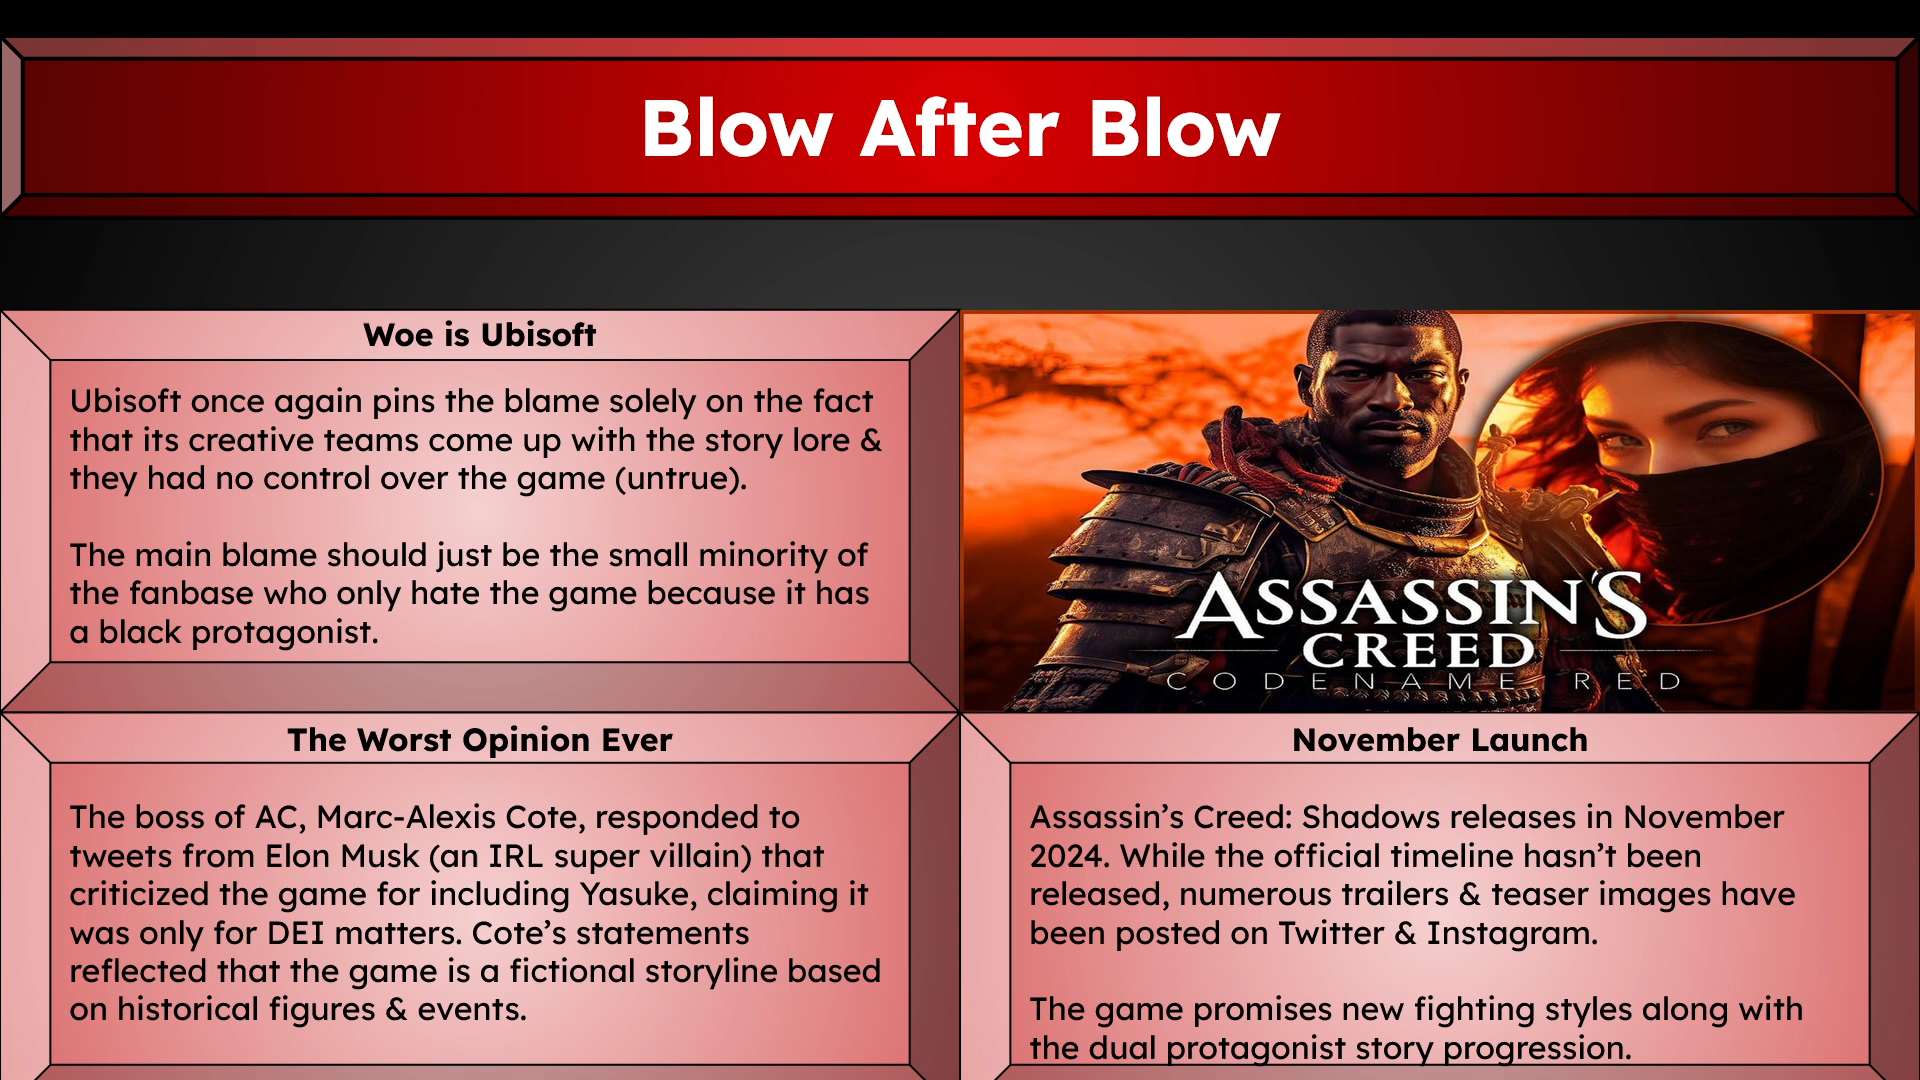 Blow After Blow
Woe is Ubisoft
Ubisoft once again pins the blame solely on the fact
that its creative teams come up with the story lore &
they had no control over the game (untrue).
The main blame should just be the small minority of
the fanbase who only hate the game because it has
a black protagonist.
ASSASSIN'S
CREED
CODENAME RED
The Worst Opinion Ever
The boss of AC, Marc-Alexis Cote, responded to
tweets from Elon Musk (an IRL super villain) that
criticized the game for including Yasuke, claiming it
was only for DEI matters. Cote’s statements
reflected that the game is a fictional storyline based
on historical figures & events.
November Launch
Assassin’s Creed: Shadows releases in November
2024. While the official timeline hasn’t been
released, numerous trailers & teaser images have
been posted on Twitter & Instagram.
The game promises new fighting styles along with
the dual protagonist story progression.